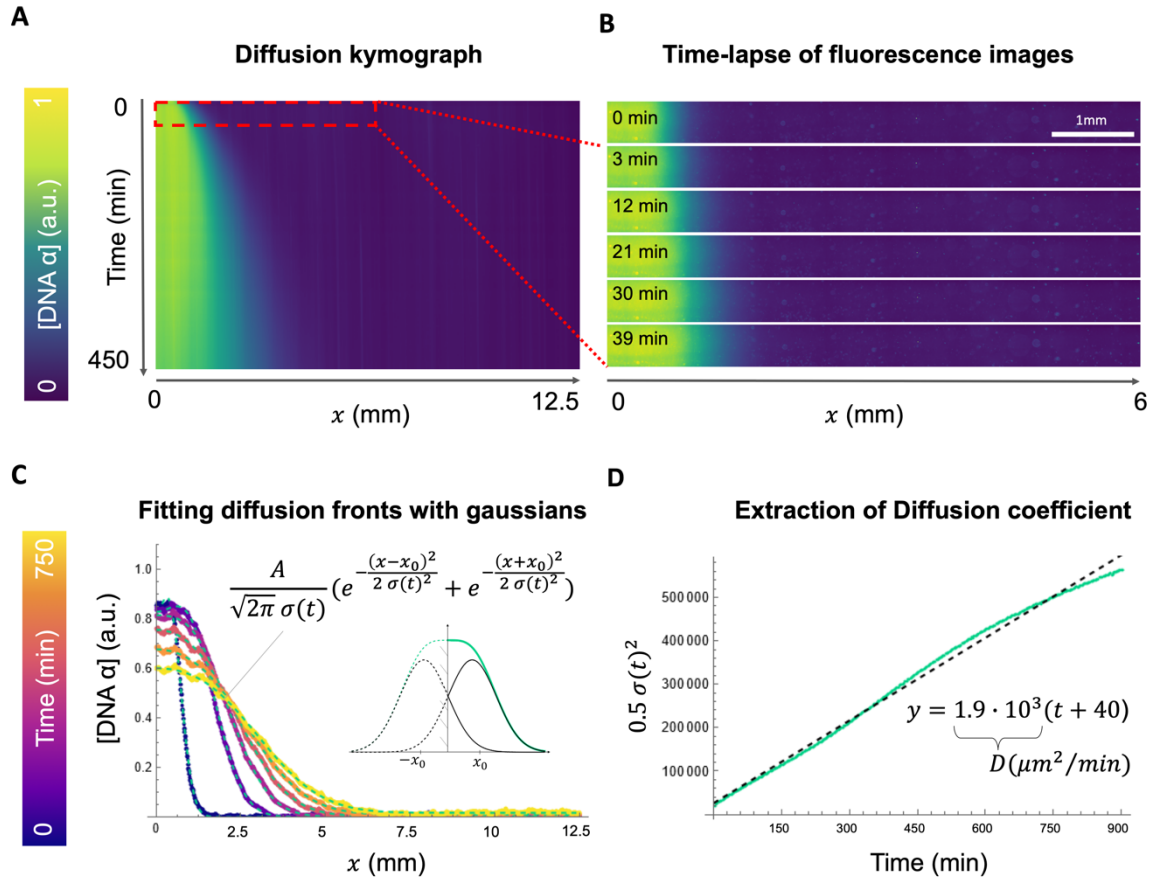 A
Diffusion kymograph
1
[DNA α] (a.u.)
0
0
Time (min)
450
0
12.5
x (mm)
B
Time-lapse of fluorescence images
0 min
1mm
3 min
12 min
21 min
30 min
39 min
0
6
x (mm)
C
Fitting diffusion fronts with gaussians
750
Time (min)
0
[DNA α] (a.u.)
1.0
0.8
0.6
0.4
0.2
0
A/(√2π σ(t)) (e^(-(x−x₀)²/(2 σ(t)²)) + e^(-(x+x₀)²/(2 σ(t)²)))
−x₀
x₀
0
2.5
5
7.5
10
12.5
x (mm)
D
Extraction of Diffusion coefficient
0.5 σ(t)²
500 000
400 000
300 000
200 000
100 000
y = 1.9 · 10³(t + 40)
D(μm²/min)
150
300
450
600
750
900
Time (min)